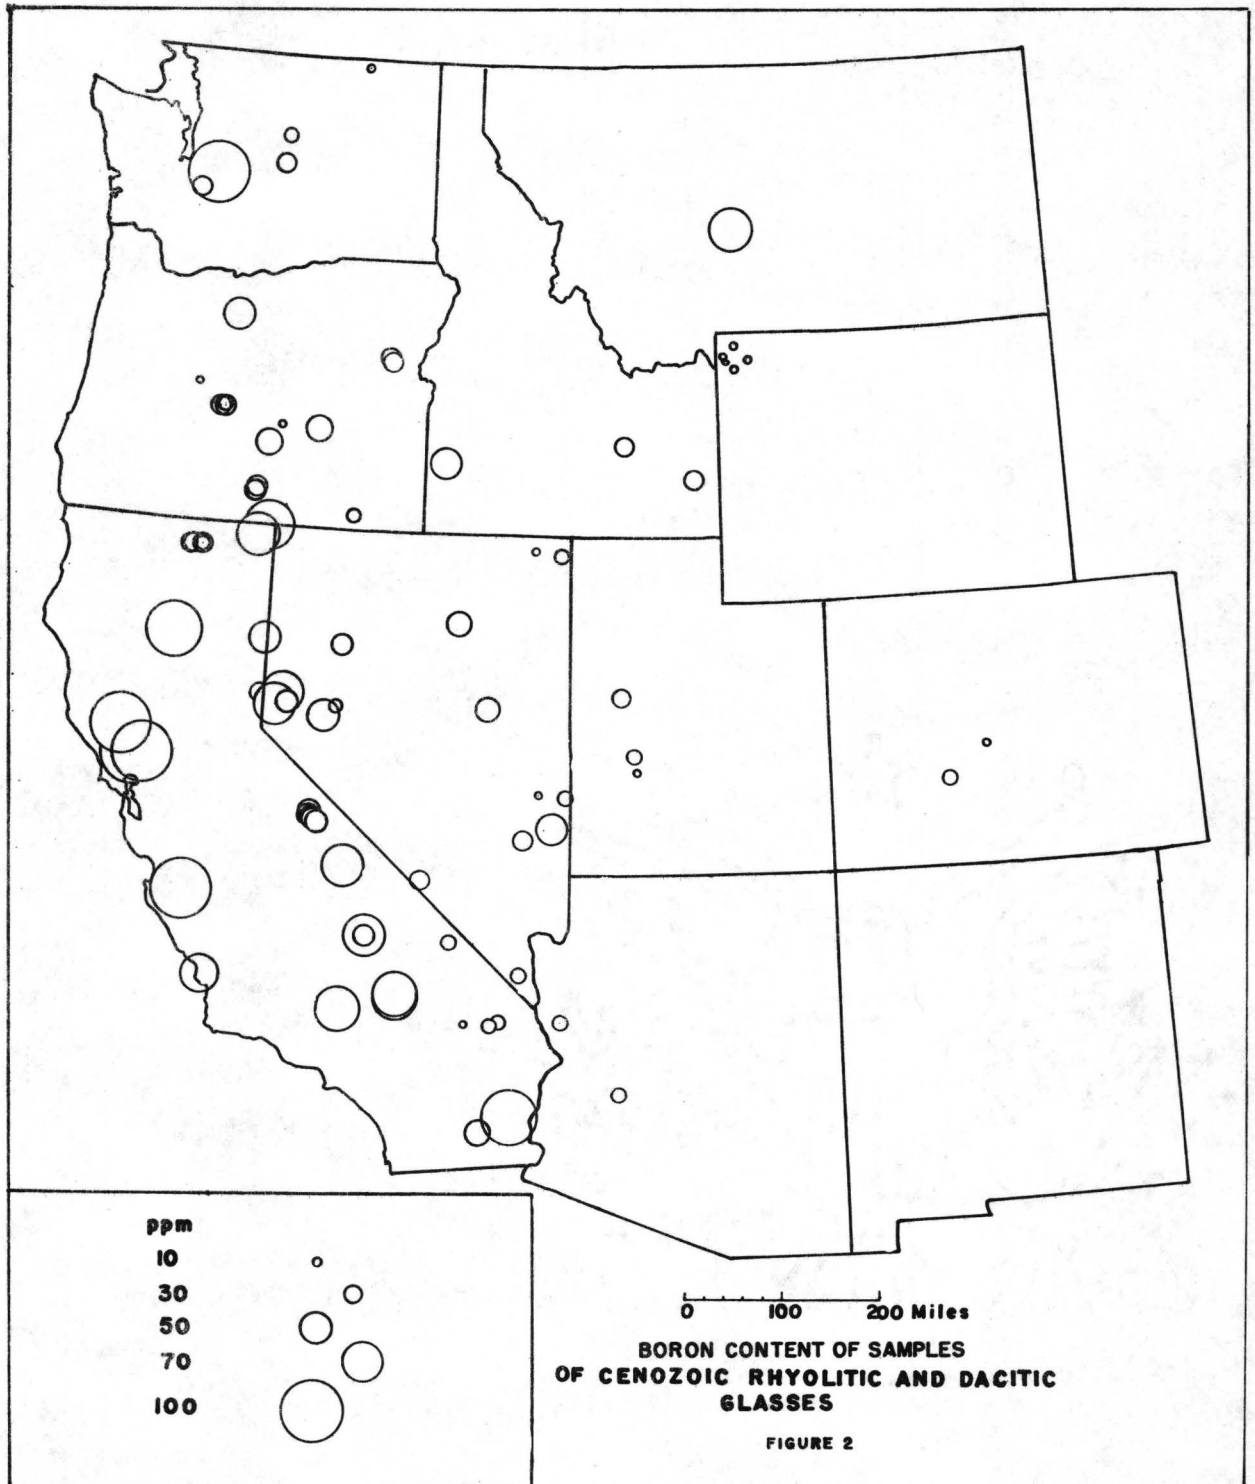 ppm
10
30
50
70
100
0 100 200 Miles
BORON CONTENT OF SAMPLES
OF CENOZOIC RHYOLITIC AND DACITIC
GLASSES
FIGURE 2